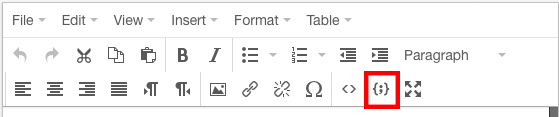 File Edit View Insert Format Table
B I Paragraph
¶ ¶ Ω <> {;}